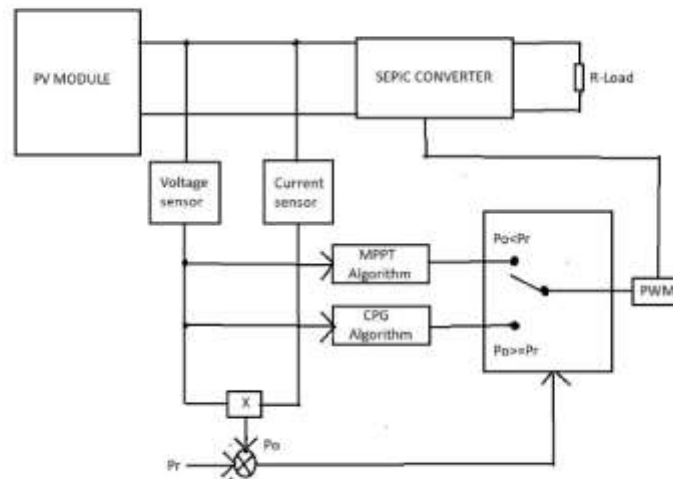 PV MODULE
SEPIC CONVERTER
R-Load
Voltage
sensor
Current
sensor
MPPT
Algorithm
Po<Pr
PWM
CPG
Algorithm
Po>=Pr
X
Po
Pr